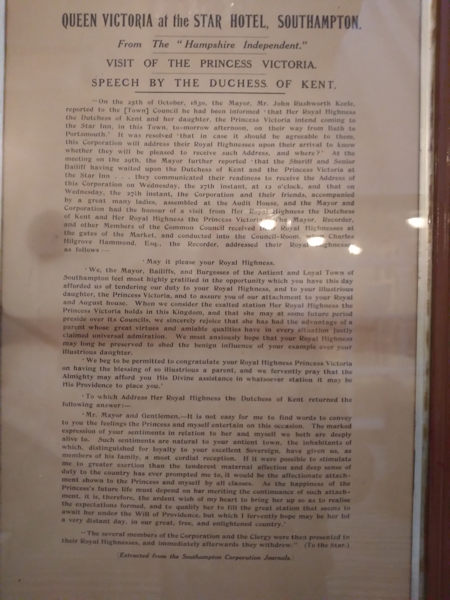 QUEEN VICTORIA at the STAR HOTEL, SOUTHAMPTON.
From The "Hampshire Independent."
VISIT OF THE PRINCESS VICTORIA.
SPEECH BY THE DUCHESS OF KENT.
"On the 25th of October, 1830, the Mayor, Mr. John Rushworth Keele,
reported to the [Town] Council he had been informed 'that Her Royal Highness
the Duchess of Kent and her daughter, the Princess Victoria intend coming to
the Star Inn, in this Town, to-morrow afternoon, on their way from Bath to
Portsmouth.' It was resolved 'that in case it should be agreeable to them,
this Corporation will address their Royal Highnesses upon their arrival to know
whether they will be pleased to receive such Address, and where?' At the
meeting on the 29th, the Mayor further reported 'that the Sheriff and Senior
Bailiff having waited upon the Duchess of Kent and the Princess Victoria at
the Star Inn . . . they communicated their readiness to receive the Address of
this Corporation on Wednesday, the 27th instant, at 12 o'clock, and that on
Wednesday, the 27th instant, the Corporation and their friends, accompanied
by a great many ladies, assembled at the Audit House, and the Mayor and
Corporation had the honour of a visit from Her Royal Highness the Duchess
of Kent and Her Royal Highness the Princess Victoria. The Mayor, Recorder,
and other Members of the Common Council received their Royal Highnesses at
the gates of the Market, and conducted into the Council-Room, Charles
Hilgrove Hammond, Esq., the Recorder, addressed their Royal Highnesses
as follows :—
'May it please your Royal Highness.
'We, the Mayor, Bailiffs, and Burgesses of the Antient and Loyal Town of
Southampton feel most highly gratified in the opportunity which you have this day
afforded us of tendering our duty to your Royal Highness, and to your illustrious
daughter, the Princess Victoria, and to assure you of our attachment to your Royal
and August house. When we consider the exalted station Her Royal Highness the
Princess Victoria holds in this Kingdom, and that she may at some future period
preside over its Councils, we sincerely rejoice that she has had the advantage of a
parent whose great virtues and amiable qualities have in every situation justly
claimed universal admiration. We must anxiously hope that your Royal Highness
may long be preserved to shed the benign influence of your example over your
illustrious daughter.
'We beg to be permitted to congratulate your Royal Highness Princess Victoria
on having the blessing of so illustrious a parent, and we fervently pray that the
Almighty may afford you His Divine assistance in whatsoever station it may be
His Providence to place you.'
'To which Address Her Royal Highness the Duchess of Kent returned the
following answer :—
'Mr. Mayor and Gentlemen,—It is not easy for me to find words to convey
to you the feelings the Princess and myself entertain on this occasion. The marked
expression of your sentiments in relation to her and myself we both are deeply
alive to. Such sentiments are natural to your antient town, the inhabitants of
which, distinguished for loyalty to your excellent Sovereign, have given us, as
members of his family, a most cordial reception. If it were possible to stimulate
me to greater exertion than the tenderest maternal affection and deep sense of
duty to the country has ever prompted me to, it would be the affectionate attach-
ment shown to the Princess and myself by all classes. As the happiness of the
Princess's future life must depend on her meriting the continuance of such attach-
ment, it is, therefore, the ardent wish of my heart to bring her up so as to realise
the expectations formed, and to qualify her to fill the great station that seems to
await her under the Will of Providence, but which I fervently hope may be her lot
a very distant day, in our great, free, and enlightened country.'
"The several members of the Corporation and the Clergy were then presented to
their Royal Highnesses, and immediately afterwards they withdrew." (To the Star.)
[Extracted from the Southampton Corporation Journals.